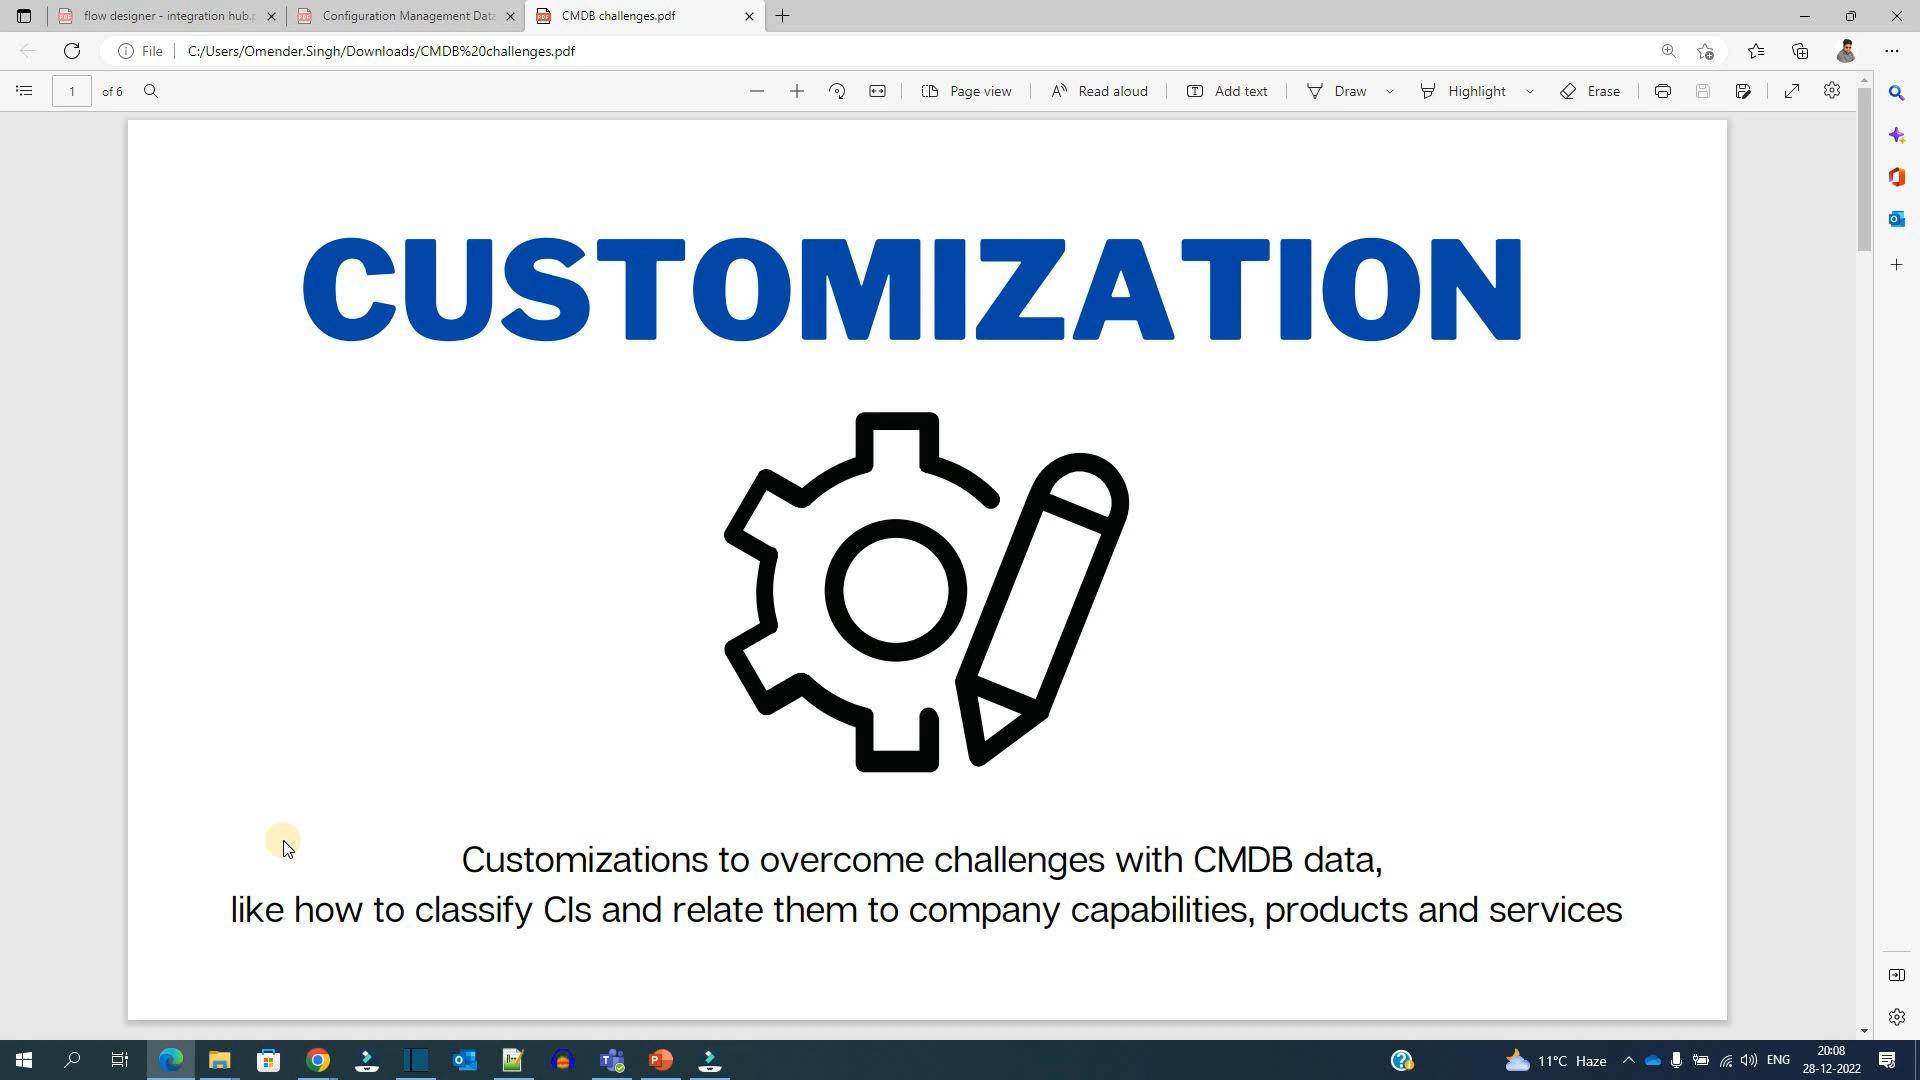 flow designer - integration hub.p
Configuration Management Data
CMDB challenges.pdf
File
C:/Users/Omender.Singh/Downloads/CMDB%20challenges.pdf
1 of 6
Page view
Read aloud
Add text
Draw
Highlight
Erase
CUSTOMIZATION
Customizations to overcome challenges with CMDB data,
like how to classify CIs and relate them to company capabilities, products and services
11°C Haze
ENG
20:08
28-12-2022